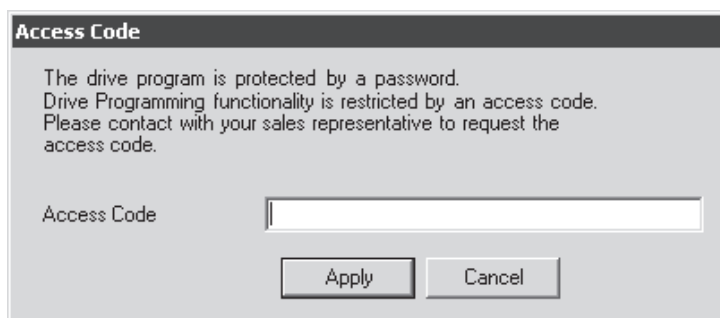 Access Code
The drive program is protected by a password.
Drive Programming functionality is restricted by an access code.
Please contact with your sales representative to request the
access code.
Access Code
Apply Cancel